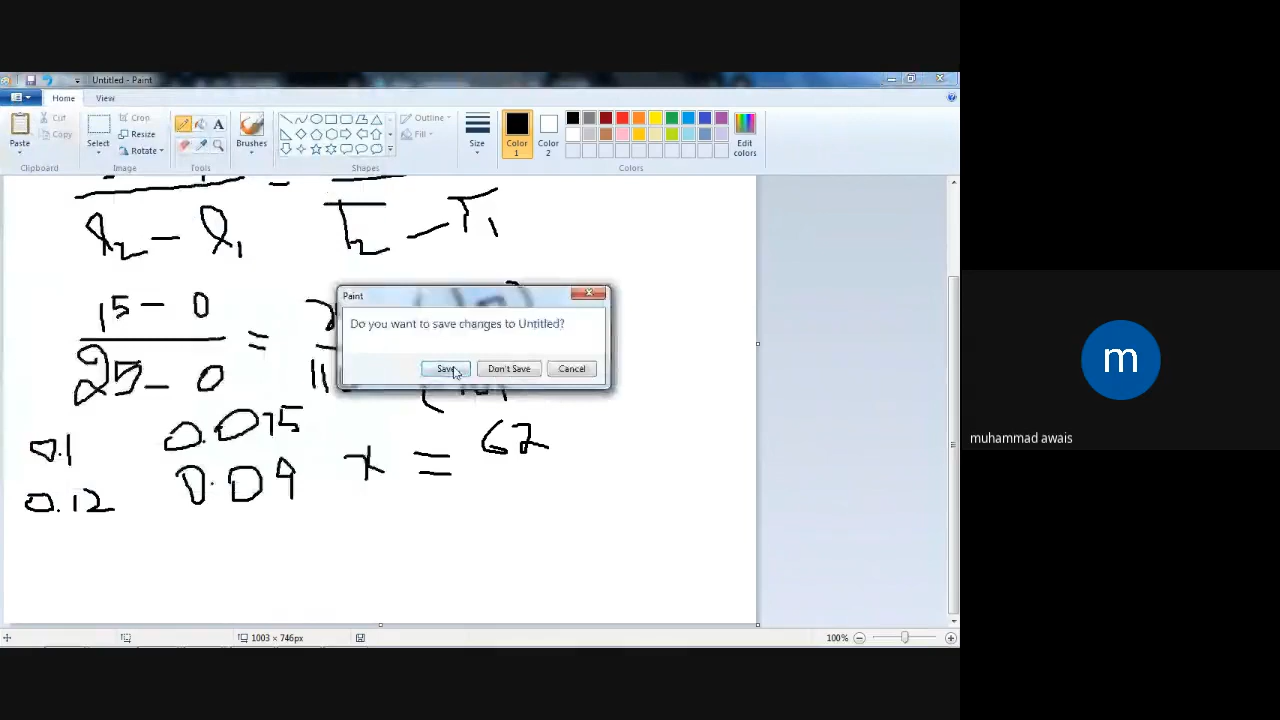 Untitled - Paint
Home View
Paste
Cut
Copy
Clipboard
Select
Crop
Resize
Rotate
Image
A
Tools
Brushes
Outline
Fill
Shapes
Size
Color 1
Color 2
Edit colors
Colors
l2 - l1
T2 - T1
15 - 0
25 - 0
=
Paint
Do you want to save changes to Untitled?
Save Don't Save Cancel
0.1 0.075
0.12 0.09
x = 62
1003 × 746px
100%
m
muhammad awais